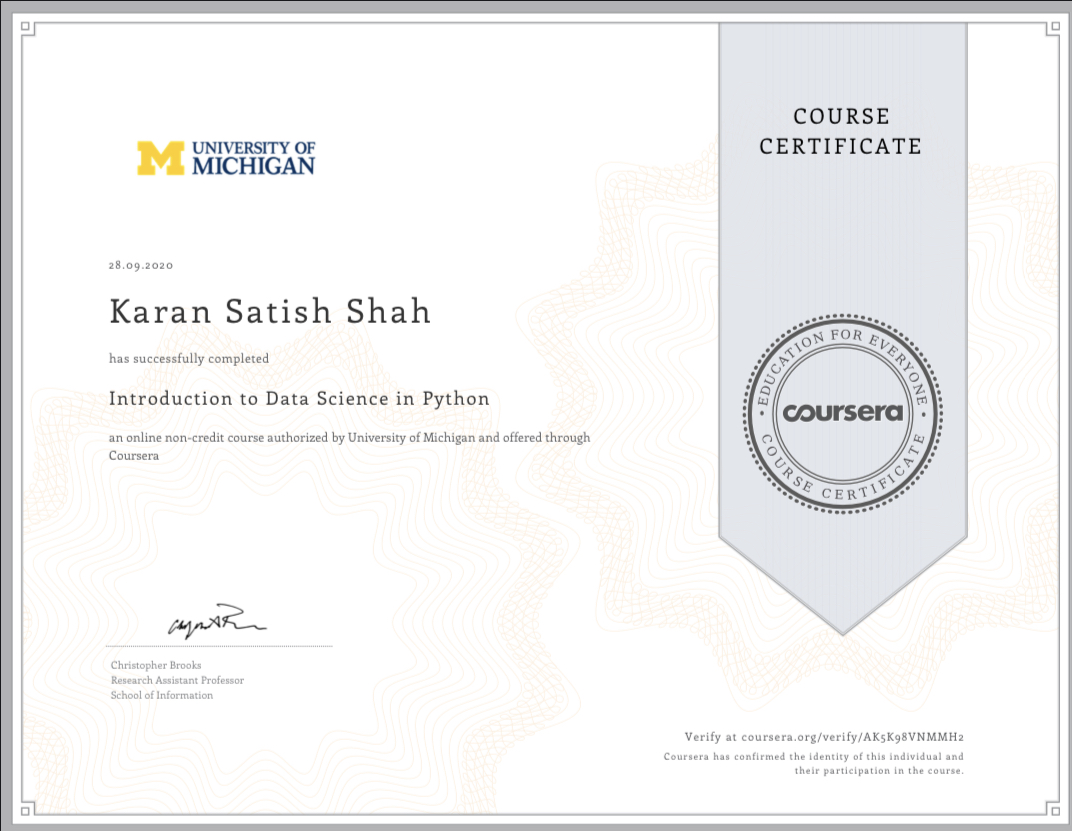 COURSE
CERTIFICATE
UNIVERSITY OF
MICHIGAN
28.09.2020
Karan Satish Shah
has successfully completed
Introduction to Data Science in Python
an online non-credit course authorized by University of Michigan and offered through
Coursera
EDUCATION FOR EVERYONE
coursera
COURSE CERTIFICATE
Christopher Brooks
Research Assistant Professor
School of Information
Verify at coursera.org/verify/AK5K98VNMMH2
Coursera has confirmed the identity of this individual and
their participation in the course.